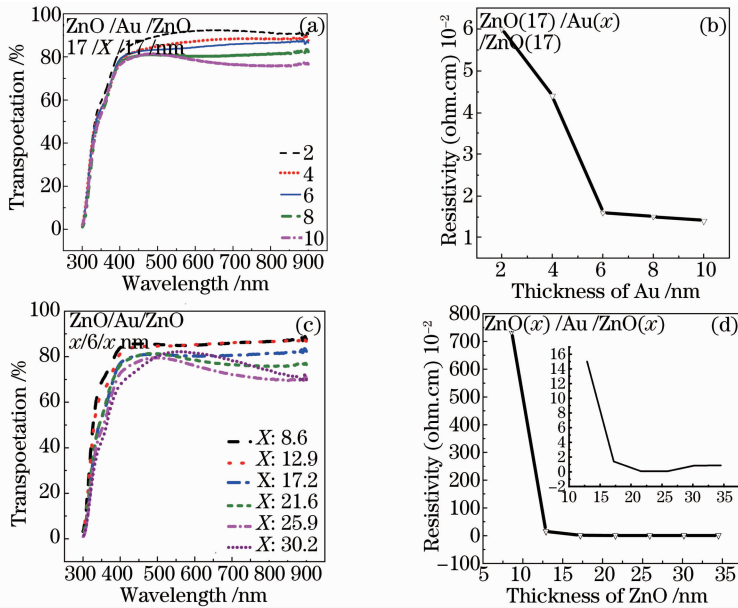 ZnO /Au /ZnO (a)
17 /X /17 /nm
Transpoetation /%
100
80
60
40
20
0
2
4
6
8
10
300 400 500 600 700 800 900
Wavelength /nm
ZnO(17) /Au(x) (b)
/ZnO(17)
Resistivity (ohm.cm) 10⁻²
6
5
4
3
2
1
2 4 6 8 10
Thickness of Au /nm
ZnO/Au/ZnO (c)
x/6/x nm
Transpoetation /%
100
80
60
40
20
0
X: 8.6
X: 12.9
X: 17.2
X: 21.6
X: 25.9
X: 30.2
300 400 500 600 700 800 900
Wavelength /nm
ZnO(x) /Au /ZnO(x) (d)
Resistivity (ohm.cm) 10⁻²
800
700
600
500
400
300
200
100
0
−100
16
14
12
10
8
6
4
2
0
−2
10 15 20 25 30 35
5 10 15 20 25 30 35
Thickness of ZnO /nm